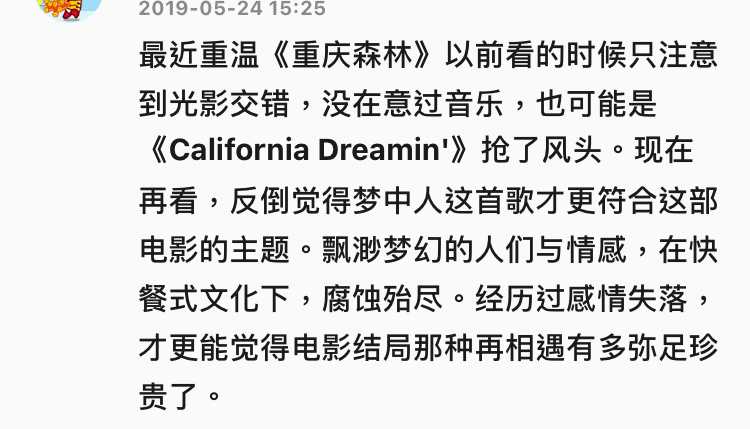 2019-05-24 15:25
最近重温《重庆森林》以前看的时候只注意
到光影交错，没在意过音乐，也可能是
《California Dreamin'》抢了风头。现在
再看，反倒觉得梦中人这首歌才更符合这部
电影的主题。飘渺梦幻的人们与情感，在快
餐式文化下，腐蚀殆尽。经历过感情失落，
才更能觉得电影结局那种再相遇有多弥足珍
贵了。